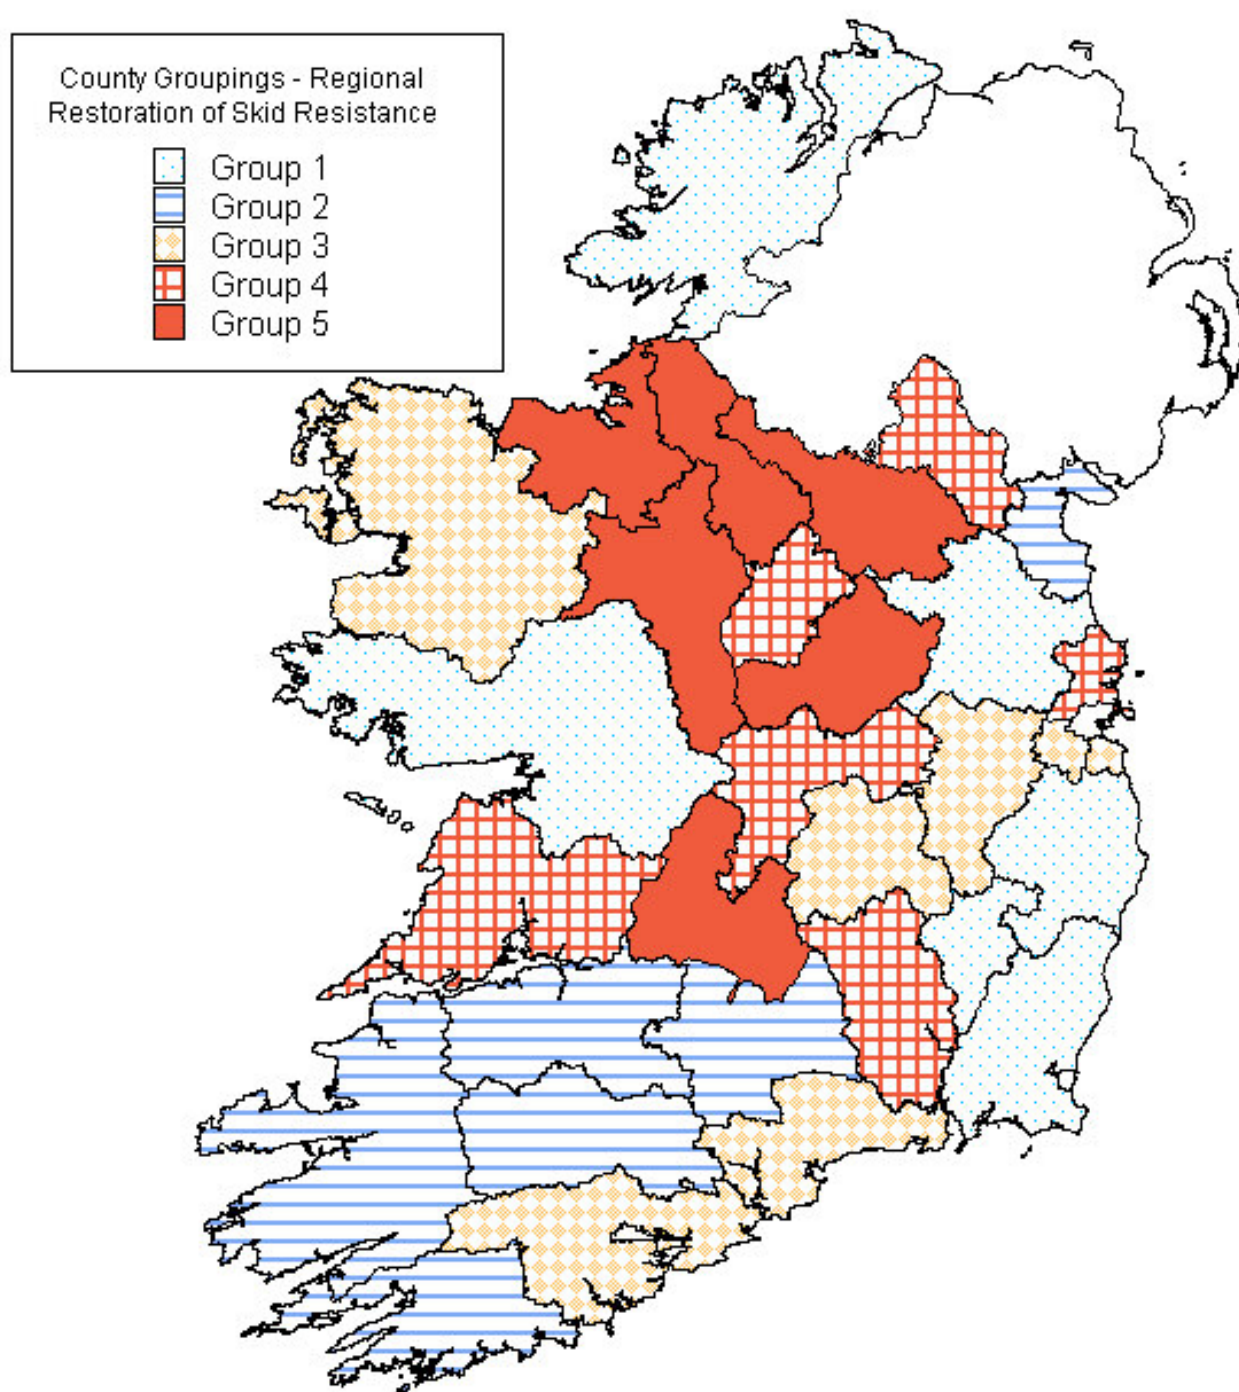 County Groupings - Regional
Restoration of Skid Resistance
Group 1
Group 2
Group 3
Group 4
Group 5